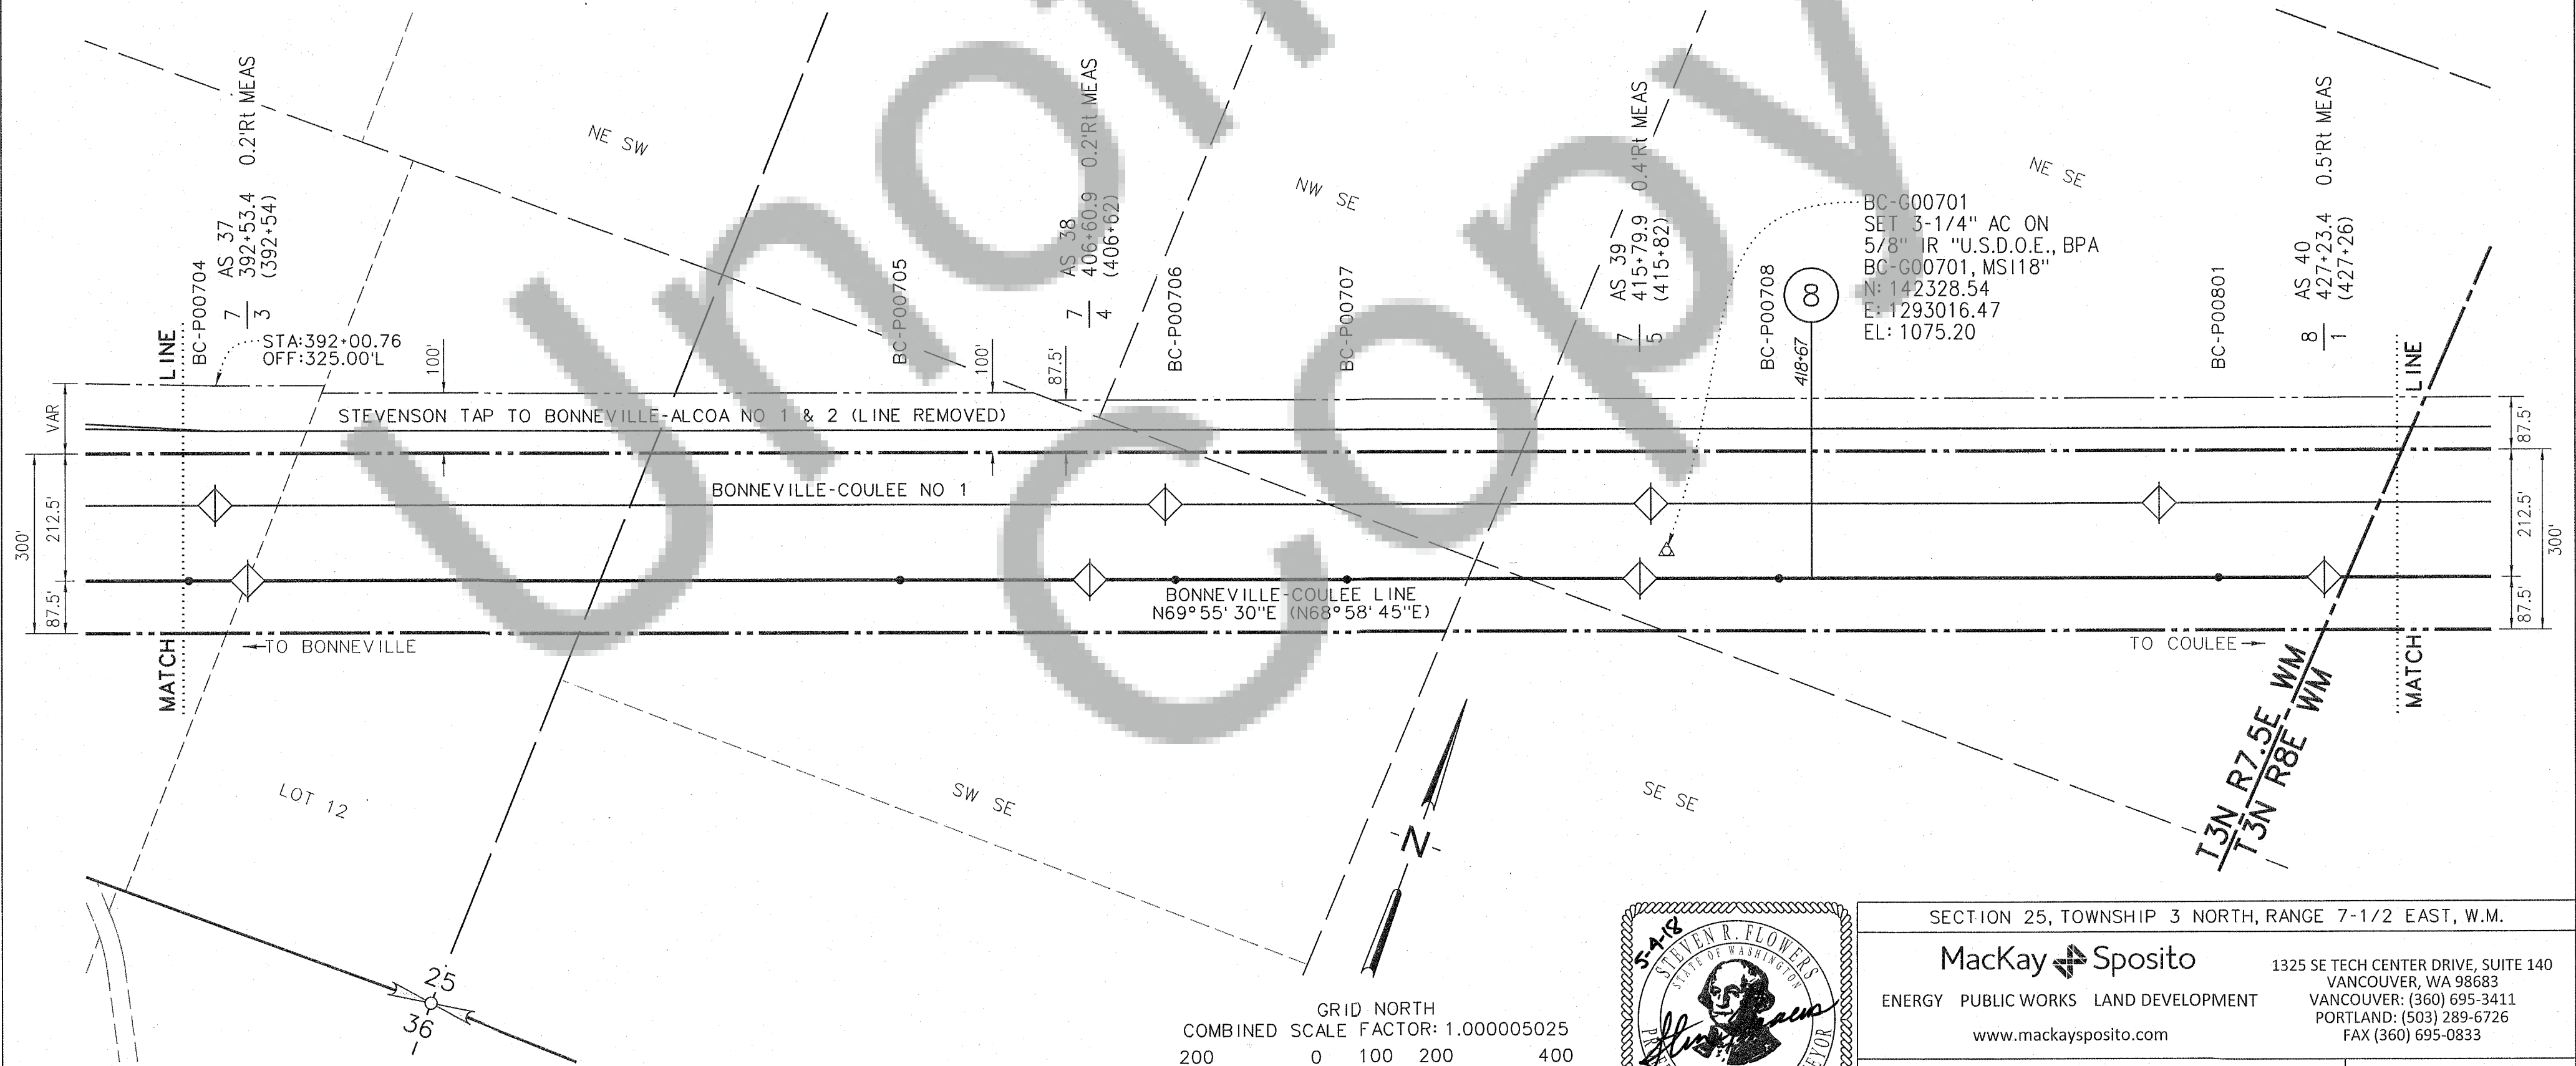 BC-P00704
7
3
AS 37
392+53.4 0.2'Rt MEAS
(392+54)
MATCH LINE
STA:392+00.76
OFF:325.00'L
VAR
300'
212.5'
87.5'
100'
NE SW
BC-P00705
100'
87.5'
7
4
AS 38
406+60.9 0.2'Rt MEAS
(406+62)
BC-P00706
NW SE
BC-P00707
7
5
AS 39
415+79.9 0.4'Rt MEAS
(415+82)
BC-P00708
8
418+67
BC-G00701
SET 3-1/4" AC ON
5/8" IR "U.S.D.O.E., BPA
BC-G00701, MS118"
N: 142328.54
E: 1293016.47
EL: 1075.20
NE SE
BC-P00801
8
1
AS 40
427+23.4 0.5'Rt MEAS
(427+26)
MATCH LINE
87.5'
212.5'
87.5'
300'
STEVENSON TAP TO BONNEVILLE-ALCOA NO 1 & 2 (LINE REMOVED)
BONNEVILLE-COULEE NO 1
BONNEVILLE-COULEE LINE
N69°55'30"E (N68°58'45"E)
TO BONNEVILLE
TO COULEE
T3N R7.5E WM
T3N R8E WM
LOT 12
SW SE
SE SE
N
25
36
GRID NORTH
COMBINED SCALE FACTOR: 1.000005025
200 0 100 200 400
5-4-18
STEVEN R. FLOWERS
STATE OF WASHINGTON
SECTION 25, TOWNSHIP 3 NORTH, RANGE 7-1/2 EAST, W.M.
MacKay Sposito
ENERGY PUBLIC WORKS LAND DEVELOPMENT
www.mackaysposito.com
1325 SE TECH CENTER DRIVE, SUITE 140
VANCOUVER, WA 98683
VANCOUVER: (360) 695-3411
PORTLAND: (503) 289-6726
FAX (360) 695-0833
Copy